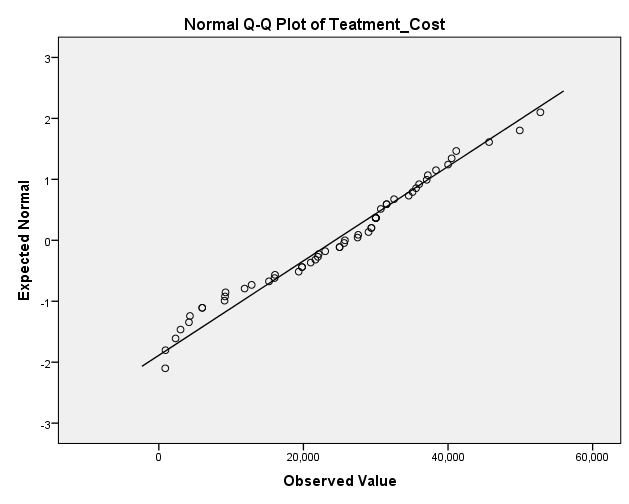 Normal Q-Q Plot of Teatment_Cost
Expected Normal
3
2
1
0
-1
-2
-3
0 20,000 40,000 60,000
Observed Value